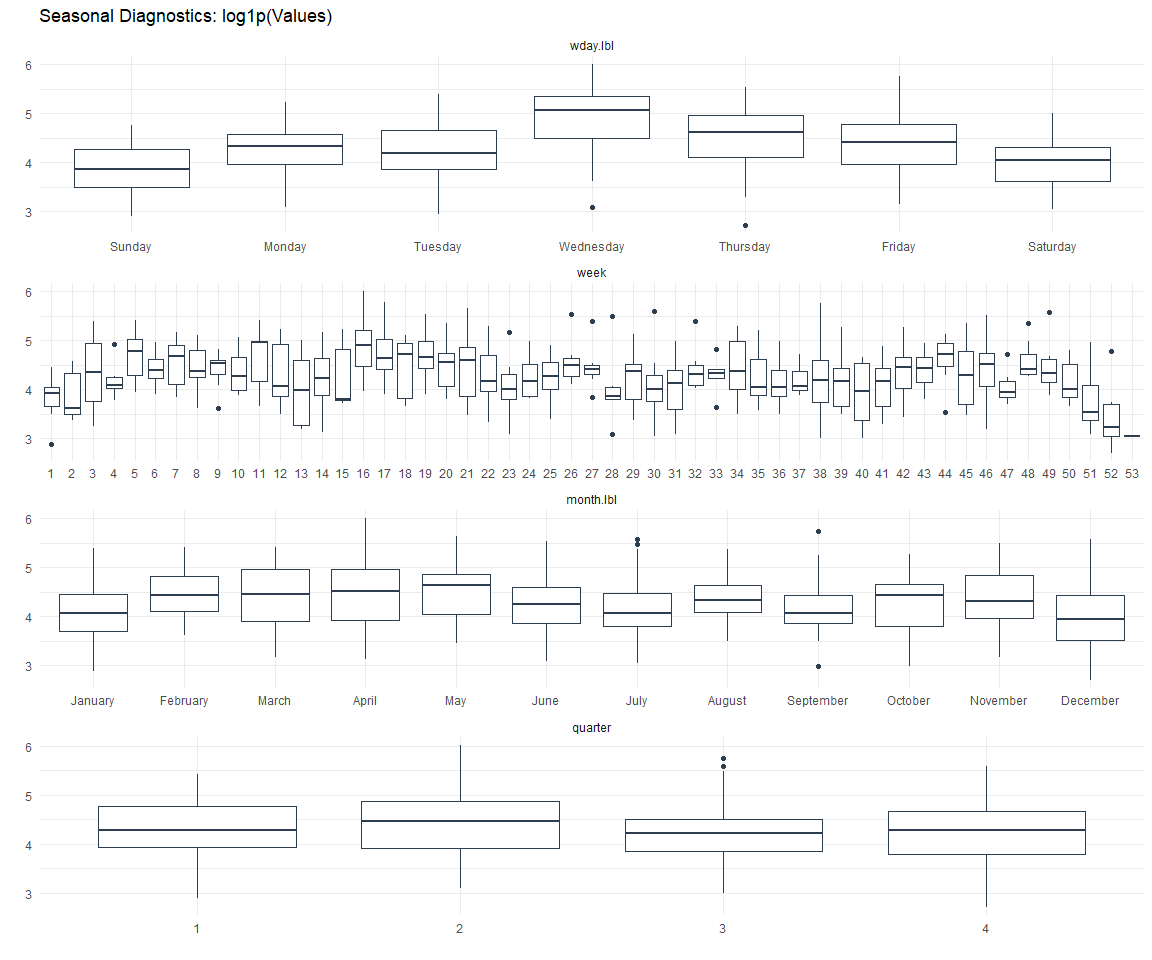 Seasonal Diagnostics: log1p(Values)
wday.lbl
6
5
4
3
Sunday Monday Tuesday Wednesday Thursday Friday Saturday
week
6
5
4
3
1 2 3 4 5 6 7 8 9 10 11 12 13 14 15 16 17 18 19 20 21 22 23 24 25 26 27 28 29 30 31 32 33 34 35 36 37 38 39 40 41 42 43 44 45 46 47 48 49 50 51 52 53
month.lbl
6
5
4
3
January February March April May June July August September October November December
quarter
6
5
4
3
1 2 3 4